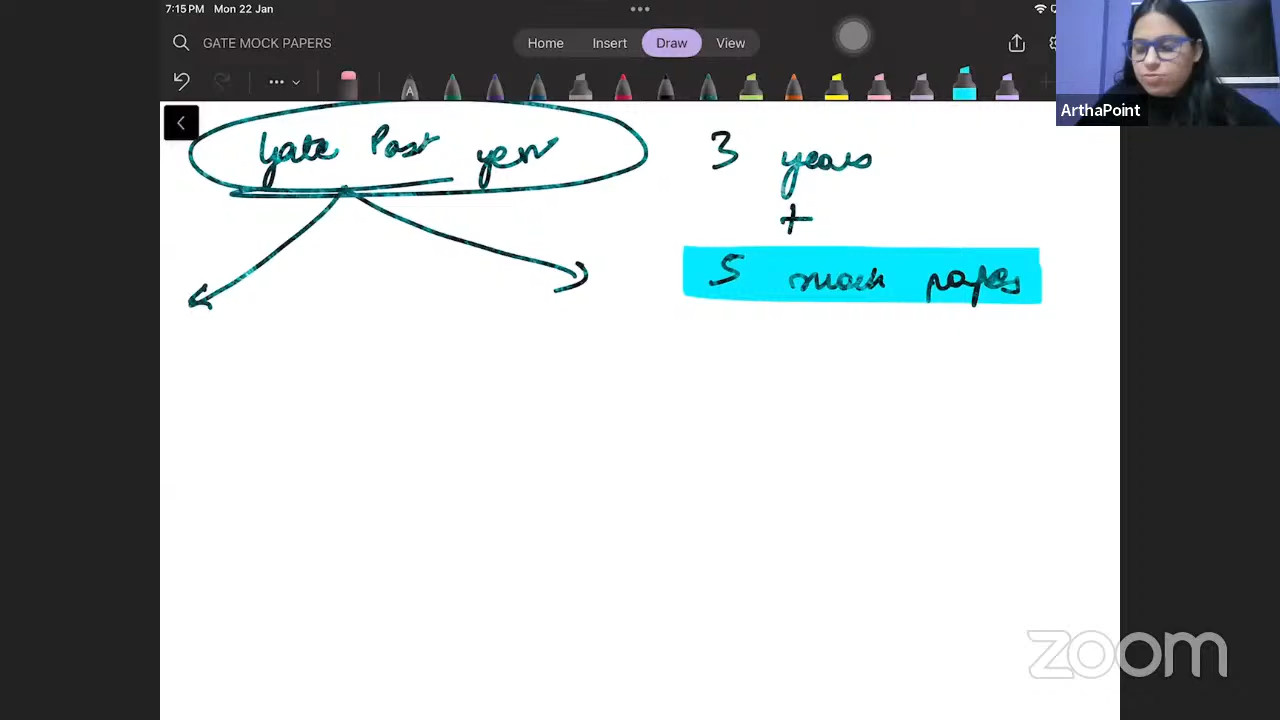 7:15 PM Mon 22 Jan
GATE MOCK PAPERS
Home Insert Draw View
A
ArthaPoint
Gate Past year
3 years
+
5 mock papers
zoom